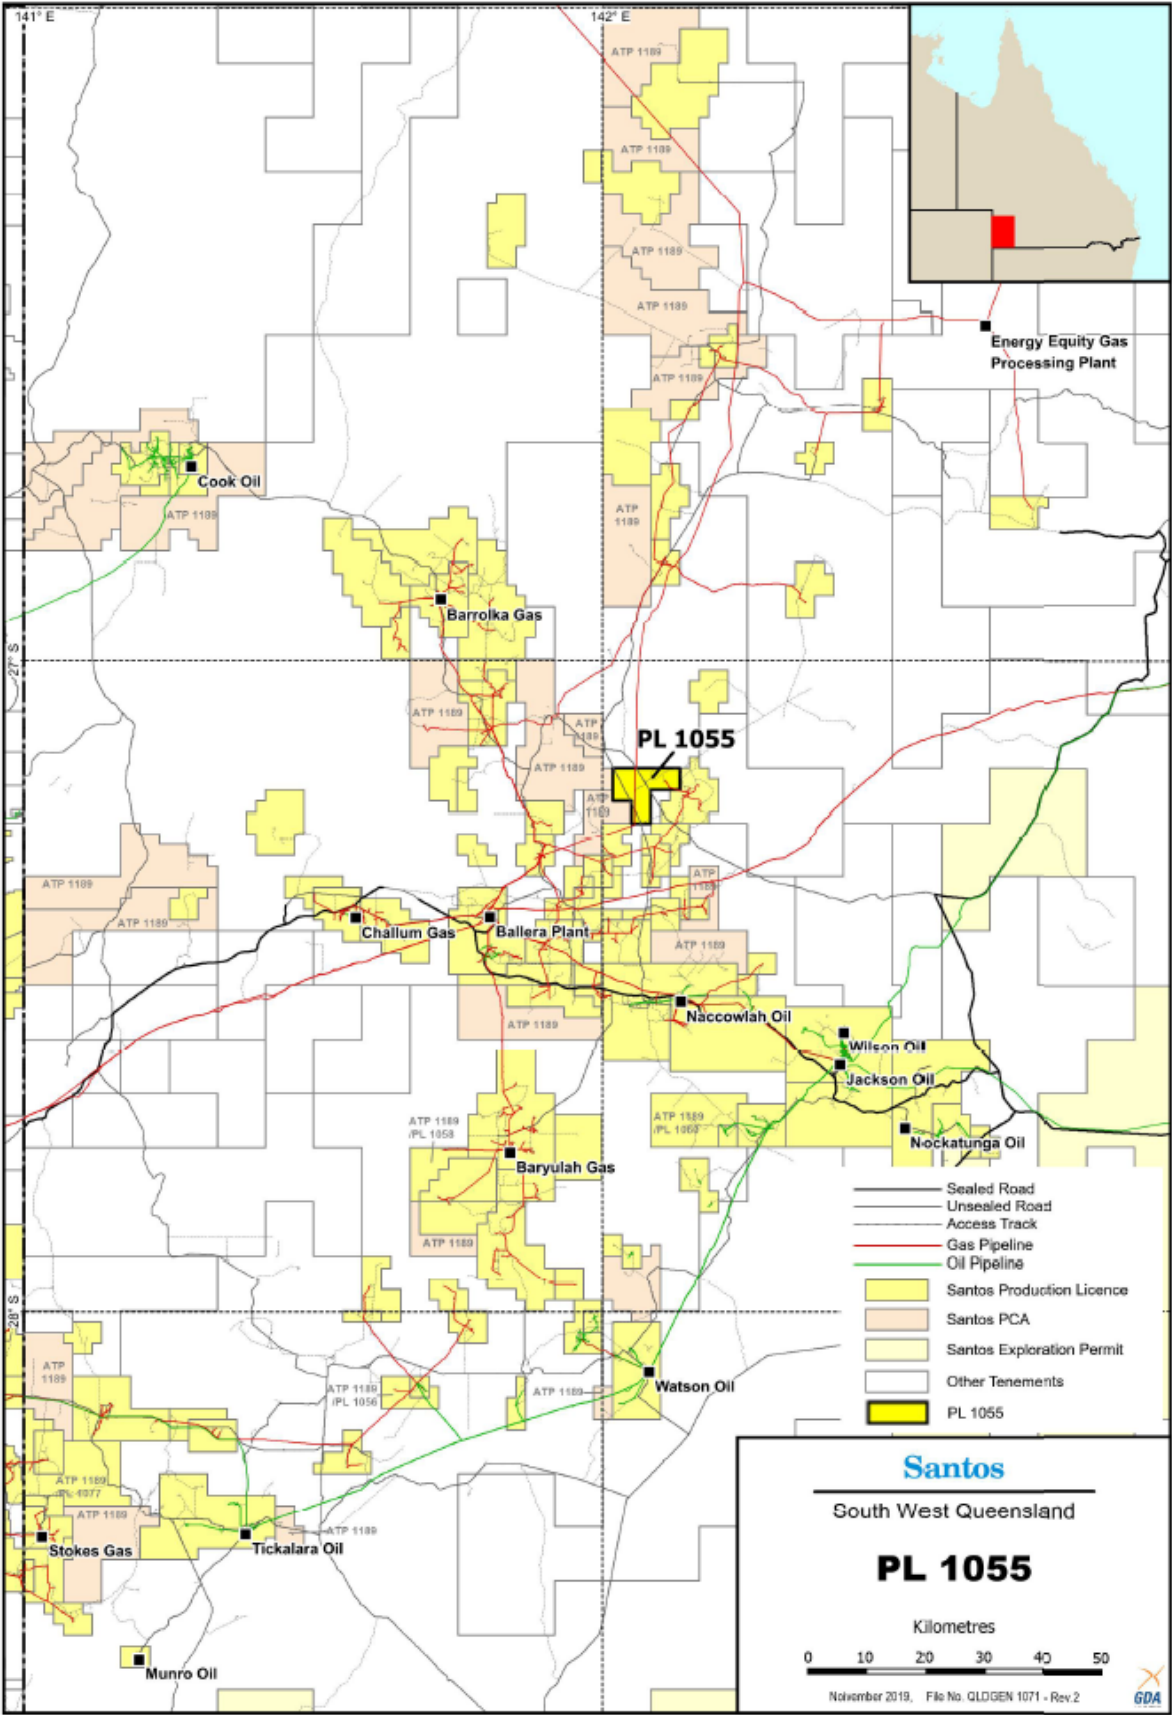 141° E
142° E
ATP 1189
ATP 1189
ATP 1189
ATP 1189
Energy Equity Gas
Processing Plant
ATP 1189
Cook Oil
ATP 1189
ATP
1189
Barrolka Gas
27° S
ATP 1189
ATP
1189
PL 1055
ATP 1189
ATP
1189
ATP 1189
ATP
1189
ATP 1189
Challum Gas
Ballera Plant
ATP 1189
Naccowlah Oil
ATP 1189
Wilson Oil
Jackson Oil
ATP 1189
/PL 1058
ATP 1189
/PL 1060
Nockatunga Oil
Baryulah Gas
ATP 1189
28° S
Sealed Road
Unsealed Road
Access Track
Gas Pipeline
Oil Pipeline
Santos Production Licence
Santos PCA
Santos Exploration Permit
Other Tenements
PL 1055
ATP
1189
ATP 1189
/PL 1056
ATP 1189
Watson Oil
ATP 1189
/PL 1077
ATP 1189
Stokes Gas
Tickalara Oil
ATP 1189
Munro Oil
Santos
South West Queensland
PL 1055
Kilometres
0 10 20 30 40 50
November 2019, File No. QLDGEN 1071 - Rev.2
GDA